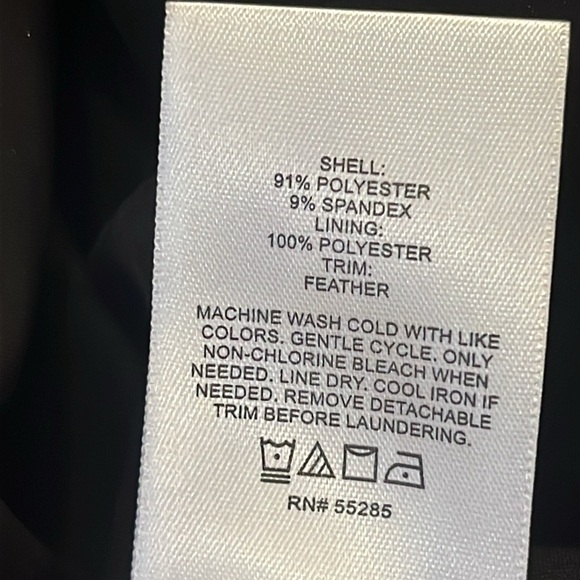 SHELL:
91% POLYESTER
9% SPANDEX
LINING:
100% POLYESTER
TRIM:
FEATHER
MACHINE WASH COLD WITH LIKE
COLORS. GENTLE CYCLE. ONLY
NON-CHLORINE BLEACH WHEN
NEEDED. LINE DRY. COOL IRON IF
NEEDED. REMOVE DETACHABLE
TRIM BEFORE LAUNDERING.
RN# 55285